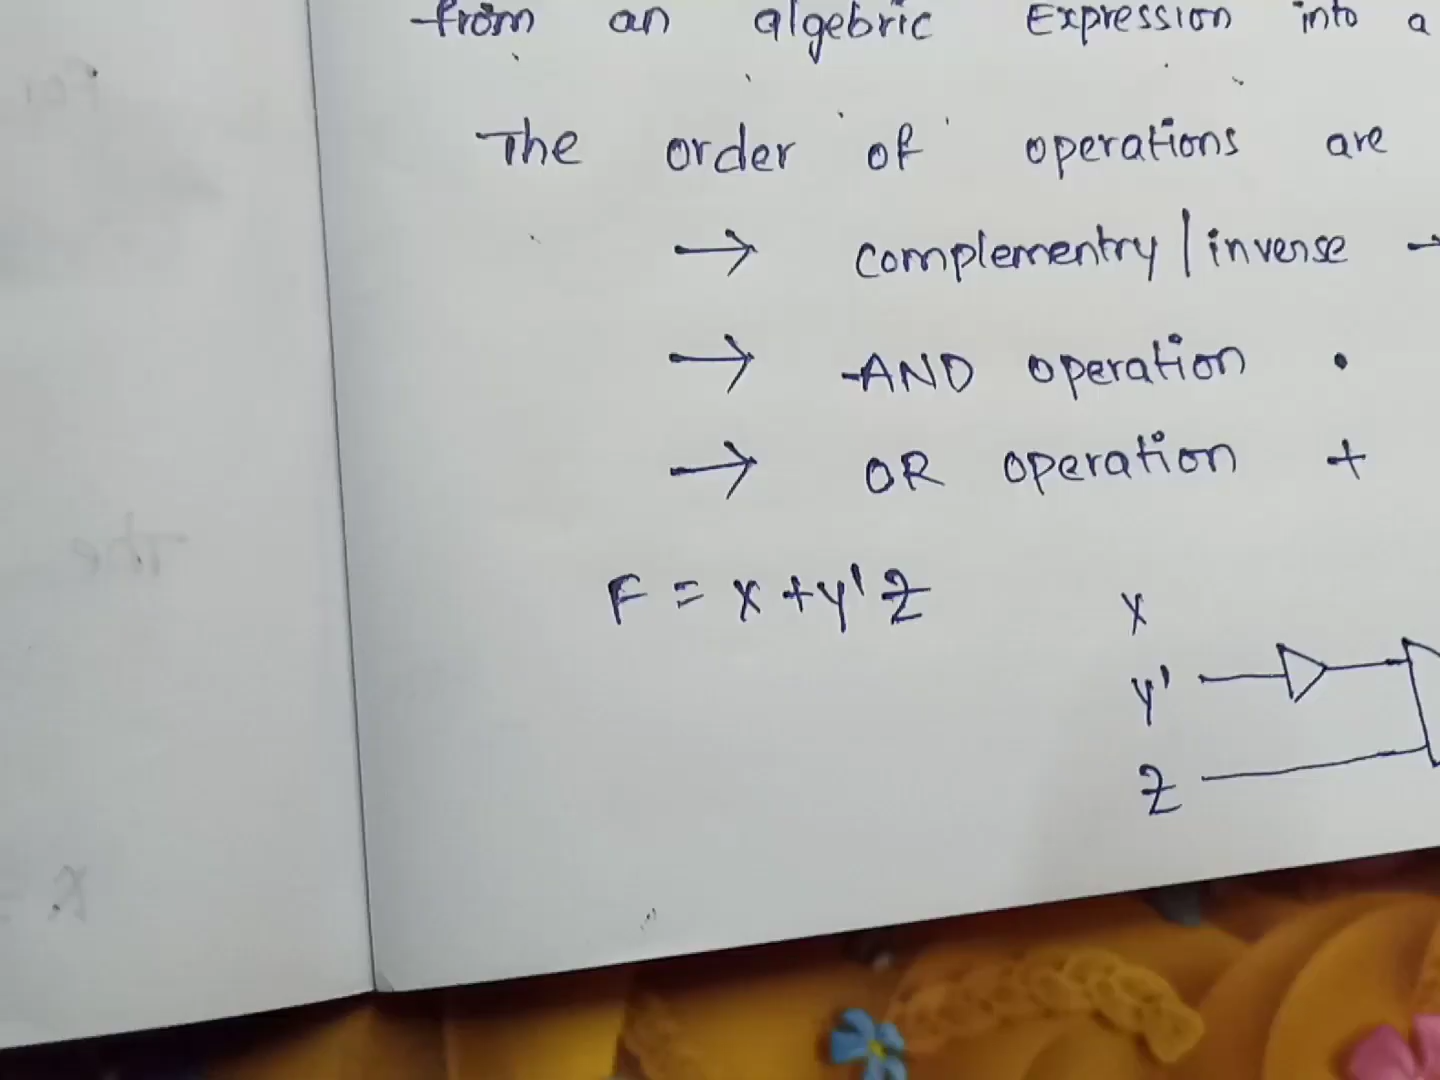 from an algebric Expression into a
The order of operations are
→ complementry / inverse →
→ AND operation •
→ OR operation +
F = x + y' z
x
y'
z